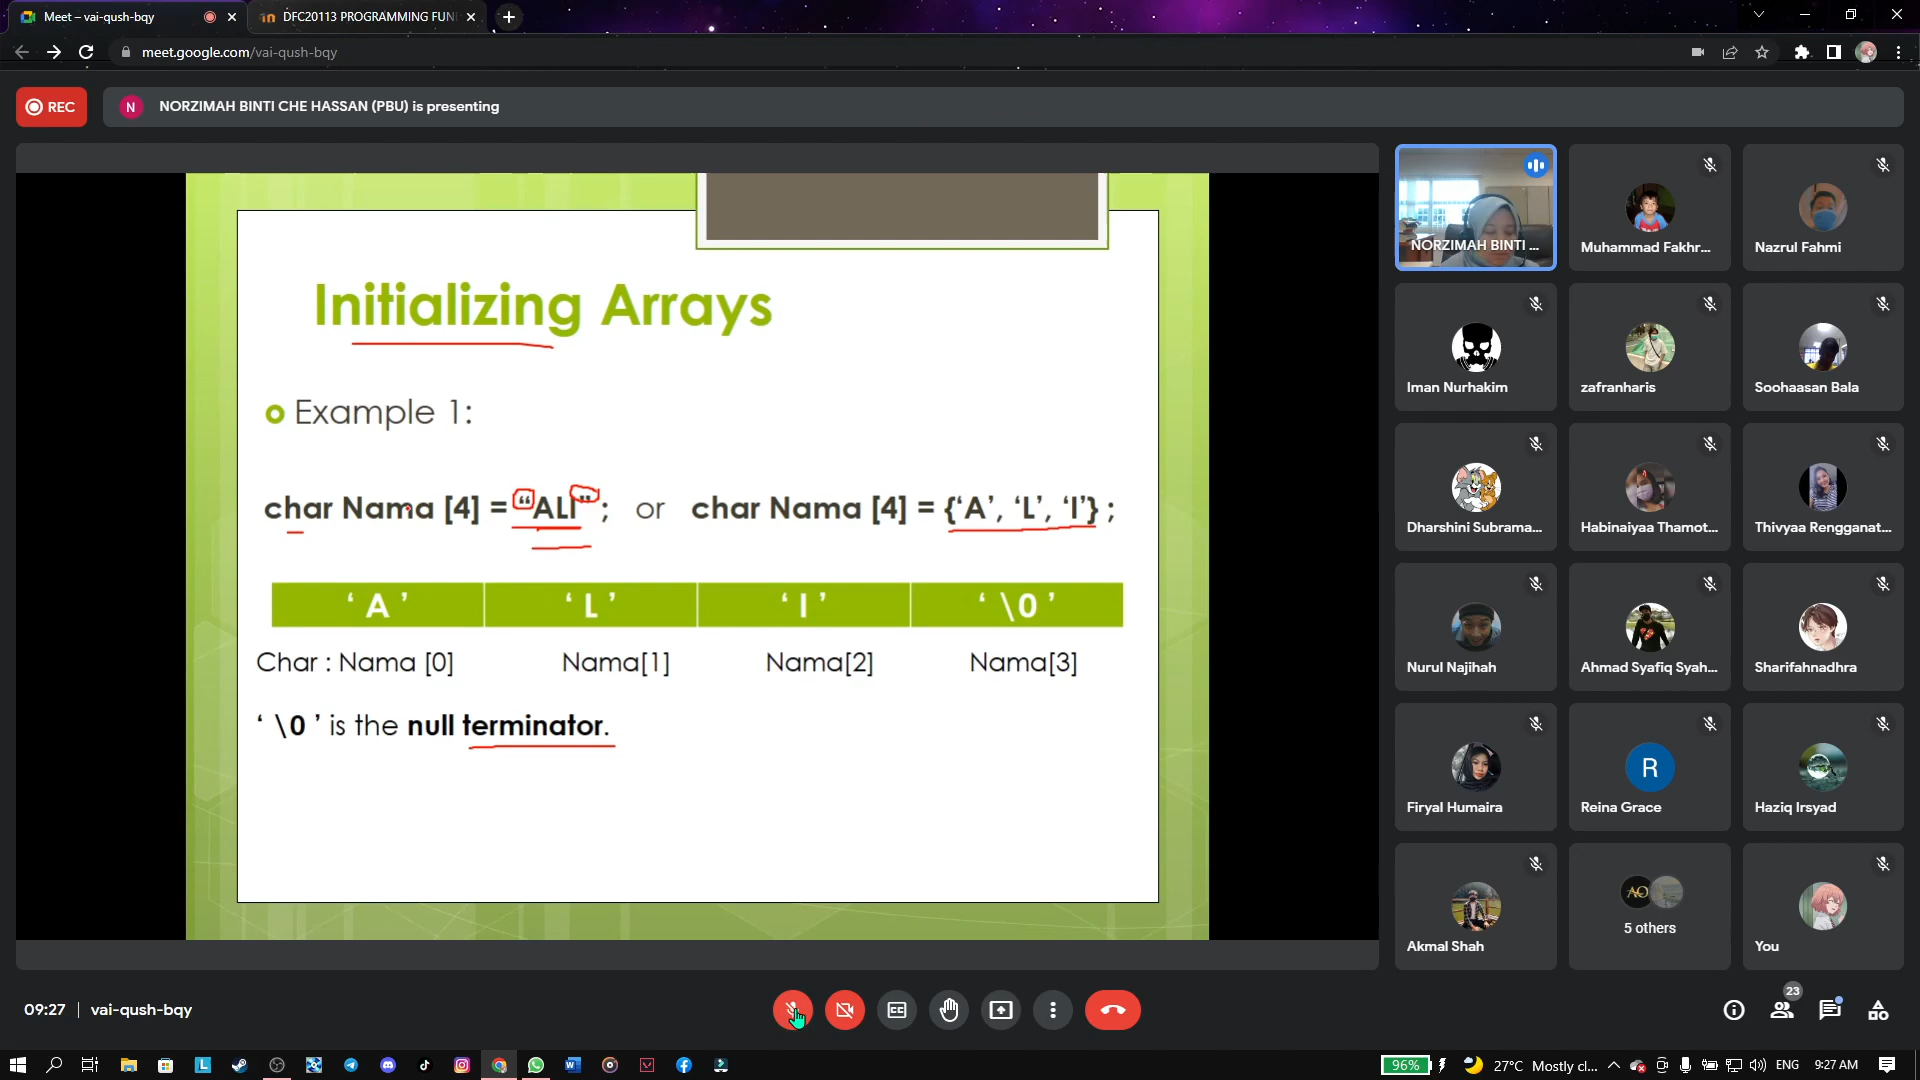 Meet – vai-qush-bqy
DFC20113 PROGRAMMING FUN
meet.google.com/vai-qush-bqy
REC
N
NORZIMAH BINTI CHE HASSAN (PBU) is presenting
Initializing Arrays
Example 1:
char Nama [4] = “ALI” ; or char Nama [4] = {‘A’, ‘L’, ‘I’} ;
‘ A ’ ‘ L ’ ‘ I ’ ‘ \0 ’
Char : Nama [0] Nama[1] Nama[2] Nama[3]
‘ \0 ’ is the null terminator.
NORZIMAH BINTI ...
Muhammad Fakhr...
Nazrul Fahmi
Iman Nurhakim
zafranharis
Soohaasan Bala
Dharshini Subrama...
Habinaiyaa Thamot...
Thivyaa Rengganat...
Nurul Najihah
Ahmad Syafiq Syah...
Sharifahnadhra
Firyal Humaira
R
Reina Grace
Haziq Irsyad
Akmal Shah
AO
5 others
You
09:27 | vai-qush-bqy
23
96%
27°C Mostly cl...
ENG
9:27 AM